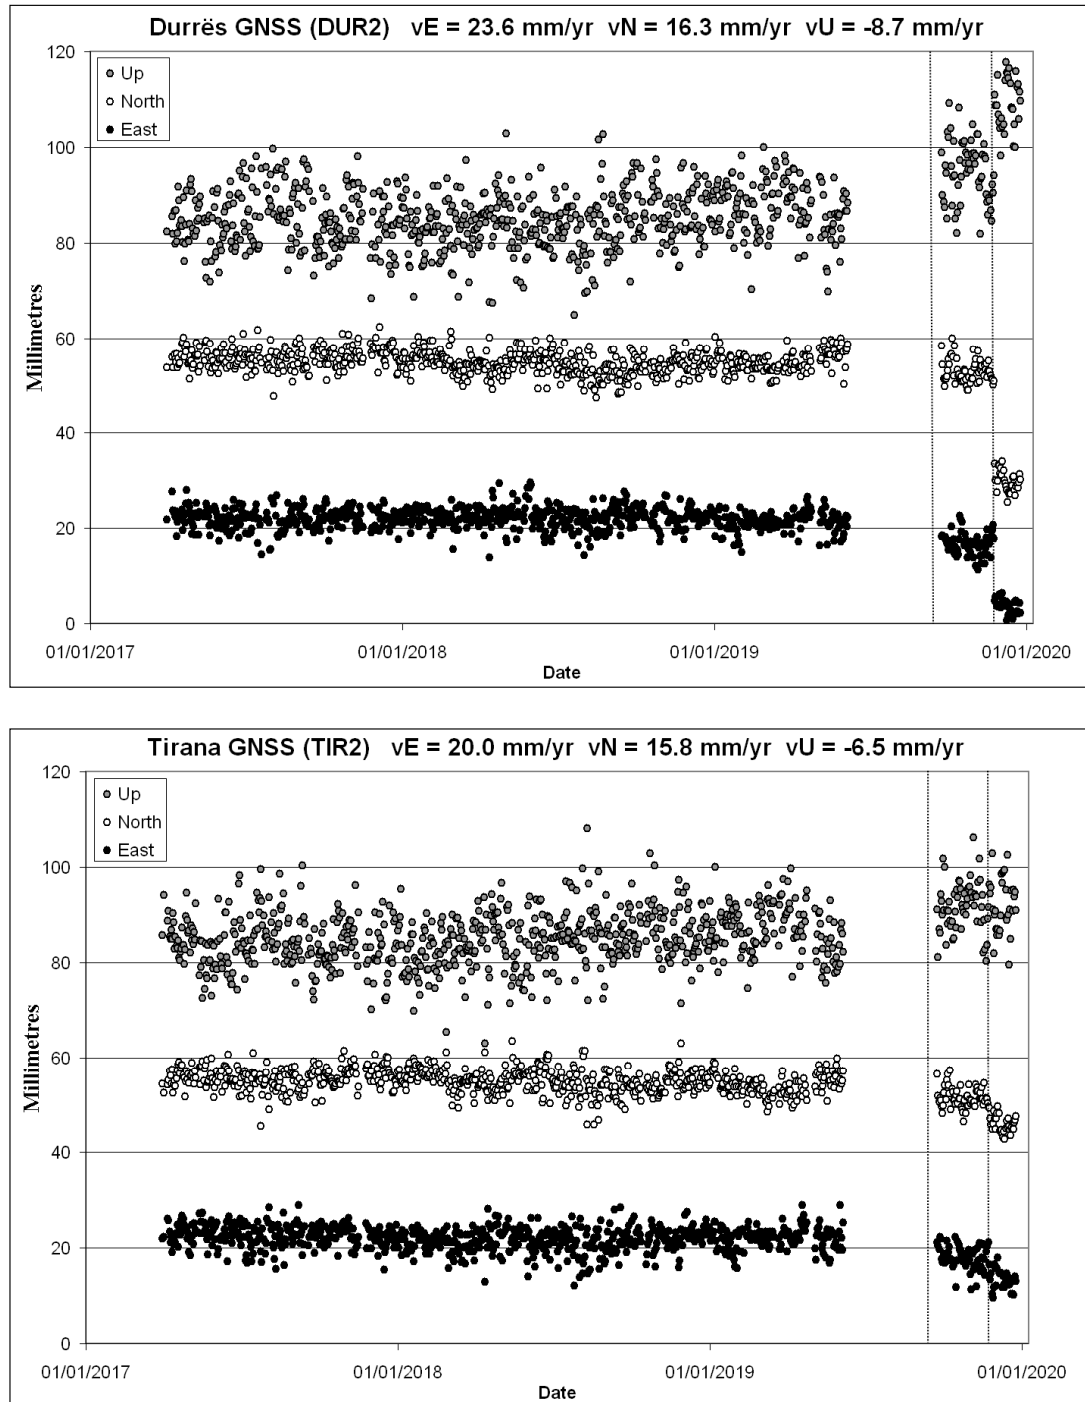 Durrës GNSS (DUR2) vE = 23.6 mm/yr vN = 16.3 mm/yr vU = -8.7 mm/yr
120
100
80
60
40
20
0
Up
North
East
Millimetres
01/01/2017 01/01/2018 01/01/2019 01/01/2020
Date
Tirana GNSS (TIR2) vE = 20.0 mm/yr vN = 15.8 mm/yr vU = -6.5 mm/yr
120
100
80
60
40
20
0
Up
North
East
Millimetres
01/01/2017 01/01/2018 01/01/2019 01/01/2020
Date